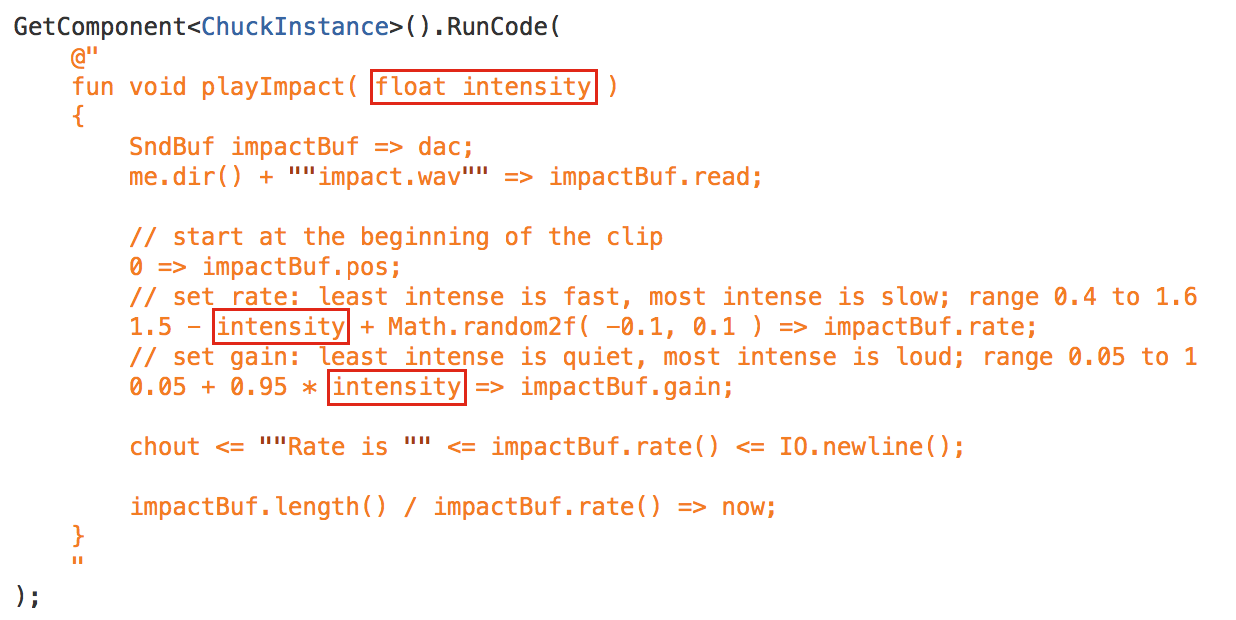 GetComponent<ChuckInstance>().RunCode(
@"
fun void playImpact( float intensity )
{
SndBuf impactBuf => dac;
me.dir() + ""impact.wav"" => impactBuf.read;
// start at the beginning of the clip
0 => impactBuf.pos;
// set rate: least intense is fast, most intense is slow; range 0.4 to 1.6
1.5 - intensity + Math.random2f( -0.1, 0.1 ) => impactBuf.rate;
// set gain: least intense is quiet, most intense is loud; range 0.05 to 1
0.05 + 0.95 * intensity => impactBuf.gain;
chout <= ""Rate is "" <= impactBuf.rate() <= IO.newline();
impactBuf.length() / impactBuf.rate() => now;
}
"
);